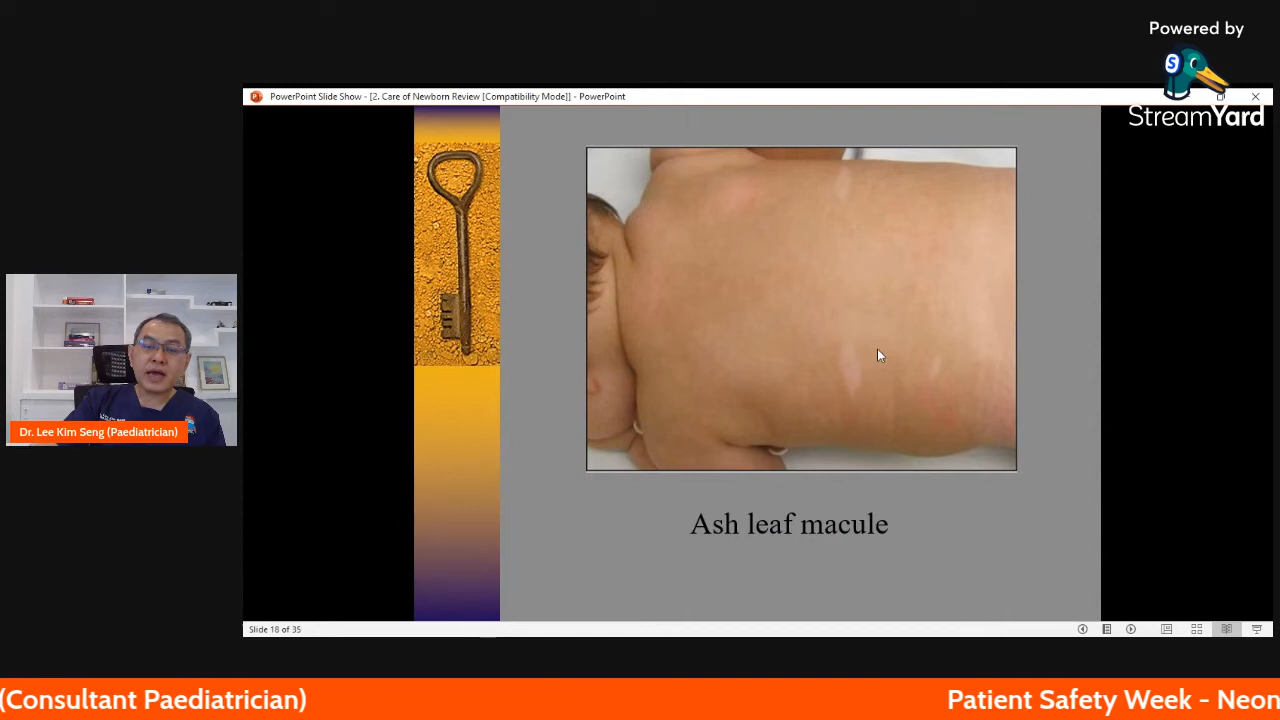 Powered by
StreamYard
PowerPoint Slide Show - [2. Care of Newborn Review [Compatibility Mode]] - PowerPoint
Dr. Lee Kim Seng (Paediatrician)
Ash leaf macule
Slide 18 of 35
(Consultant Paediatrician)
Patient Safety Week - Neon